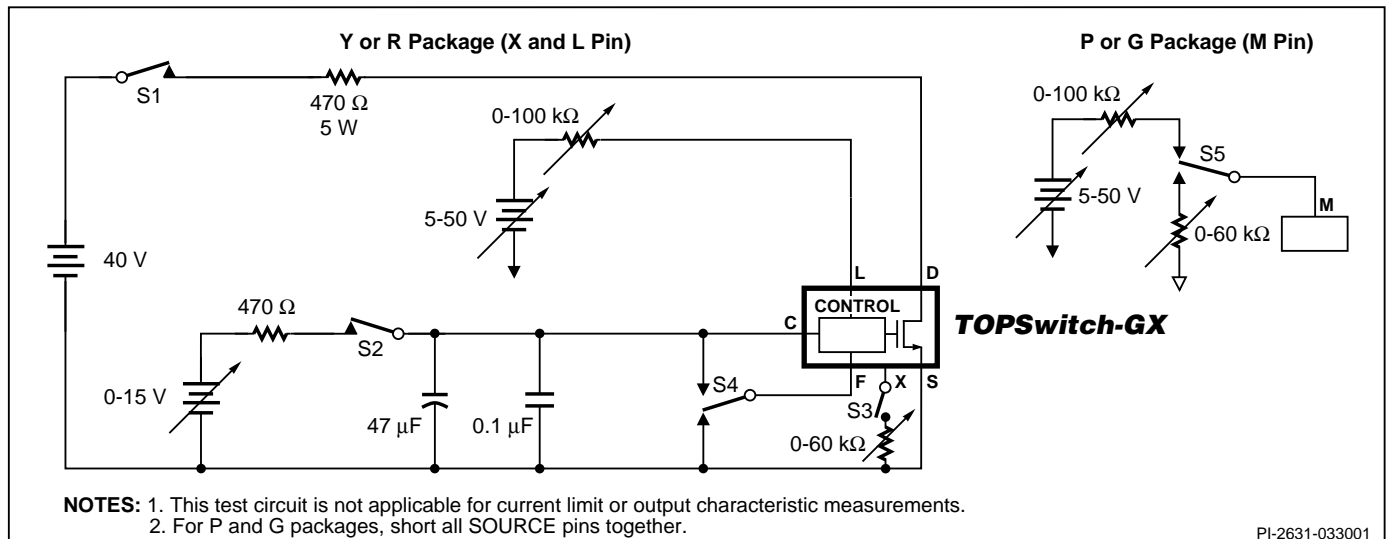 Y or R Package (X and L Pin)
P or G Package (M Pin)
S1
470 Ω
5 W
0-100 kΩ
5-50 V
40 V
0-100 kΩ
S5
5-50 V
M
0-60 kΩ
L
D
470 Ω
CONTROL
C
TOPSwitch-GX
S2
0-15 V
47 μF
0.1 μF
S4
F
X
S
S3
0-60 kΩ
NOTES: 1. This test circuit is not applicable for current limit or output characteristic measurements.
2. For P and G packages, short all SOURCE pins together.
PI-2631-033001